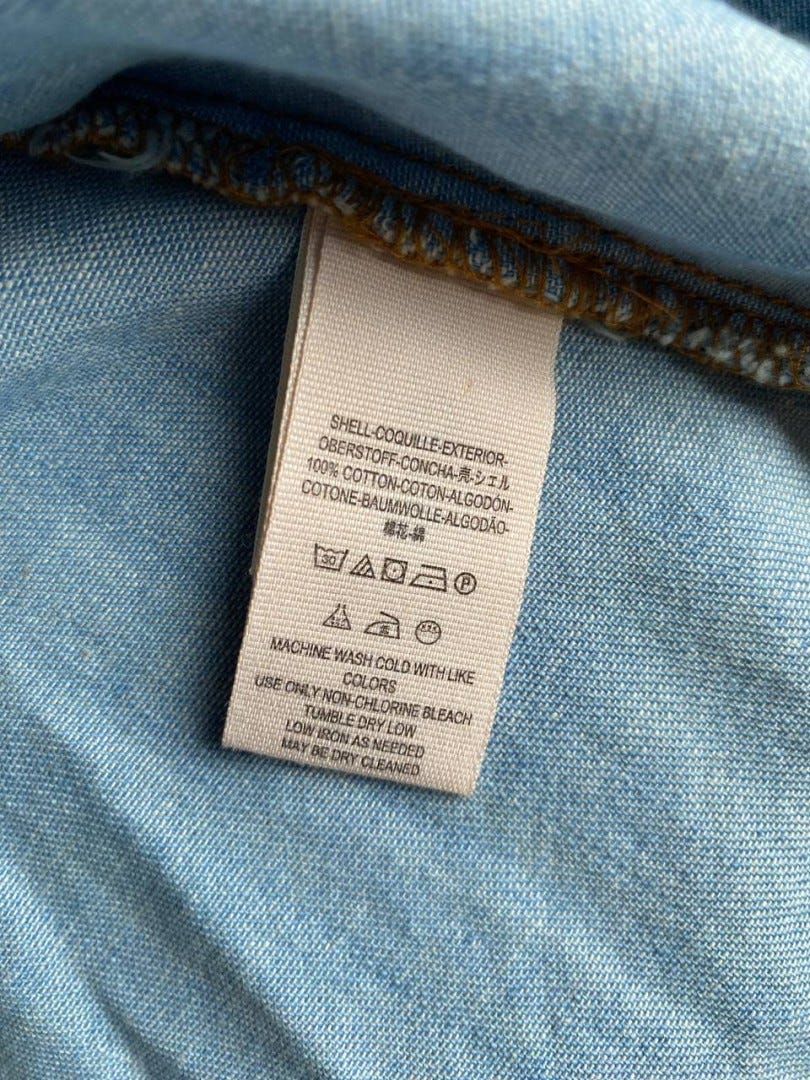 SHELL-COQUILLE-EXTERIOR-
OBERSTOFF-CONCHA-売-シェル
100% COTTON-COTON-ALGODÓN-
COTONE-BAUMWOLLE-ALGODÃO-
棉花-綿
30 P
MACHINE WASH COLD WITH LIKE
COLORS
USE ONLY NON-CHLORINE BLEACH
TUMBLE DRY LOW
LOW IRON AS NEEDED
MAY BE DRY CLEANED